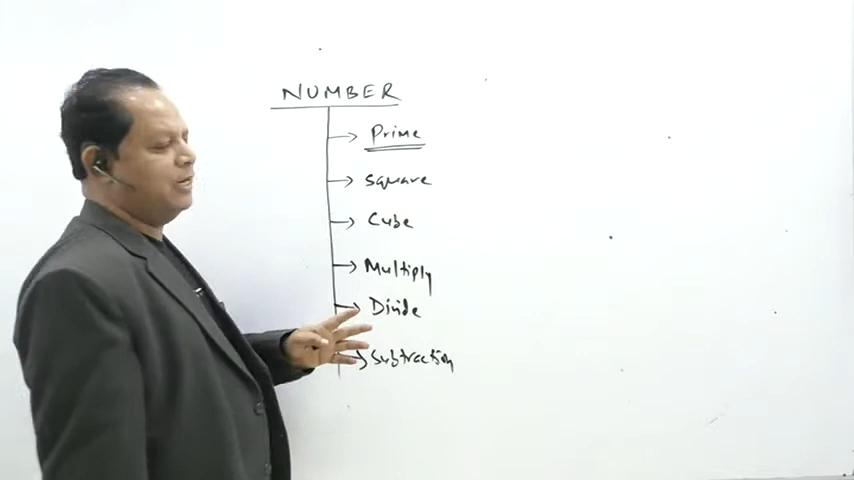 NUMBER
Prime
square
Cube
Multiply
Divide
Subtraction